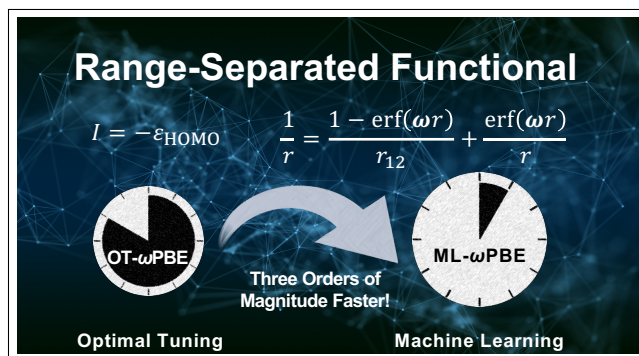 Range-Separated Functional
I = −ε_HOMO
1/r = (1 − erf(ωr))/r₁₂ + erf(ωr)/r
OT-ωPBE
ML-ωPBE
Three Orders of
Magnitude Faster!
Optimal Tuning
Machine Learning